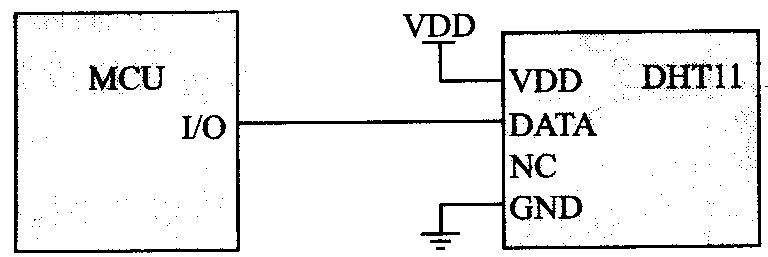 VDD
MCU
VDD
DHT11
I/O
DATA
NC
GND